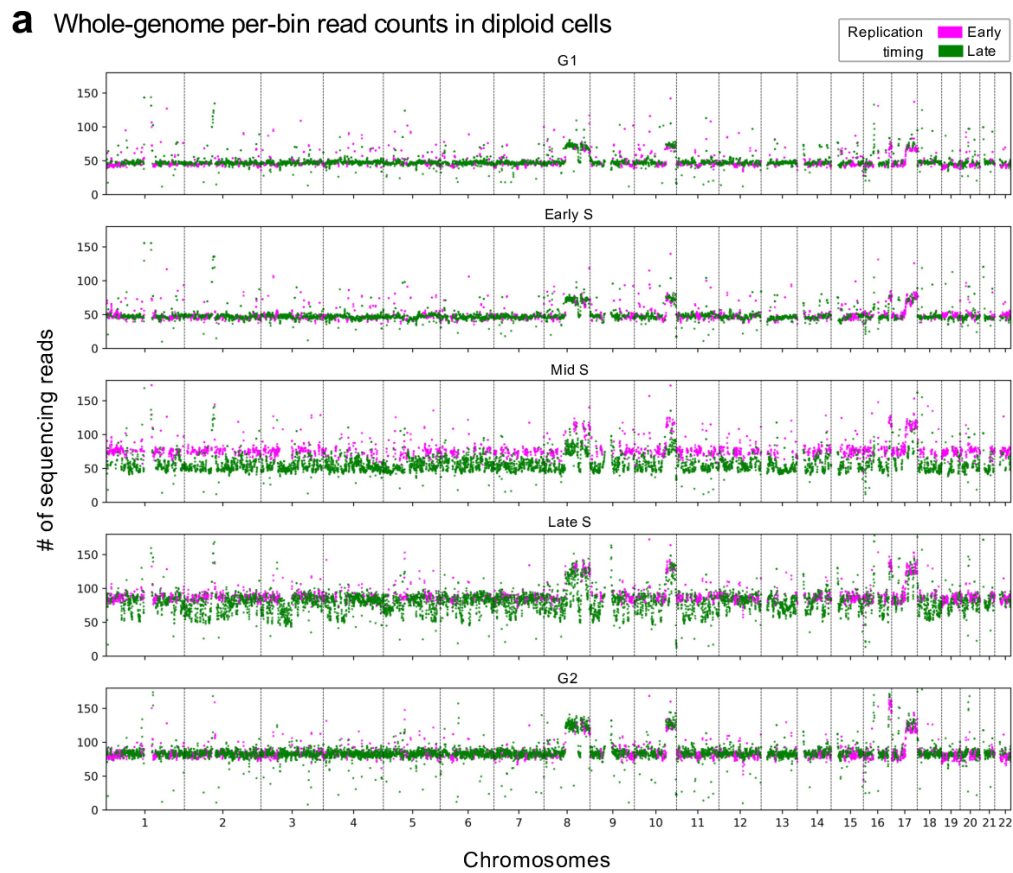 a Whole-genome per-bin read counts in diploid cells
Replication timing
Early
Late
G1
150
100
50
0
Early S
150
100
50
0
Mid S
150
100
50
0
Late S
150
100
50
0
G2
150
100
50
0
# of sequencing reads
1 2 3 4 5 6 7 8 9 10 11 12 13 14 15 16 17 18 19 20 21 22
Chromosomes